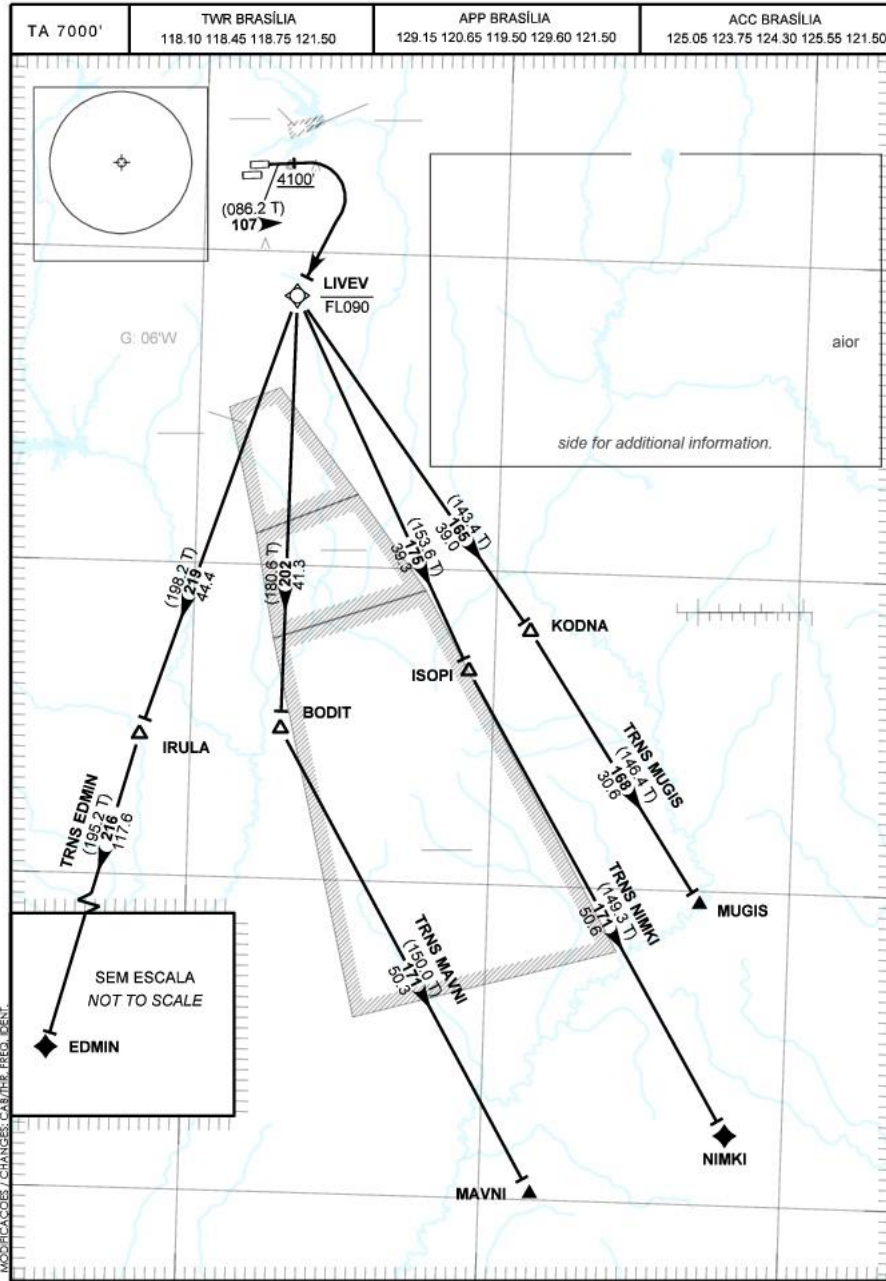 TA 7000'
TWR BRASÍLIA
118.10 118.45 118.75 121.50
APP BRASÍLIA
129.15 120.65 119.50 129.60 121.50
ACC BRASÍLIA
125.05 123.75 124.30 125.55 121.50
4100'
(086.2 T)
107
LIVEV
FL090
G: 06'W
aior
side for additional information.
(143.4 T)
165
39.0
(153.6 T)
175
39.3
(180.6 T)
202
41.3
(198.2 T)
219
44.4
KODNA
ISOPI
BODIT
IRULA
TRNS MUGIS
(146.4 T)
168
30.6
TRNS EDMIN
(195.2 T)
216
117.6
TRNS NIMKI
(149.3 T)
171
50.6
MUGIS
TRNS MAVNI
(150.0 T)
171
50.3
SEM ESCALA
NOT TO SCALE
EDMIN
NIMKI
MAVNI
MODIFICAÇÕES / CHANGES: CAB/THR, FREQ, IDENT.